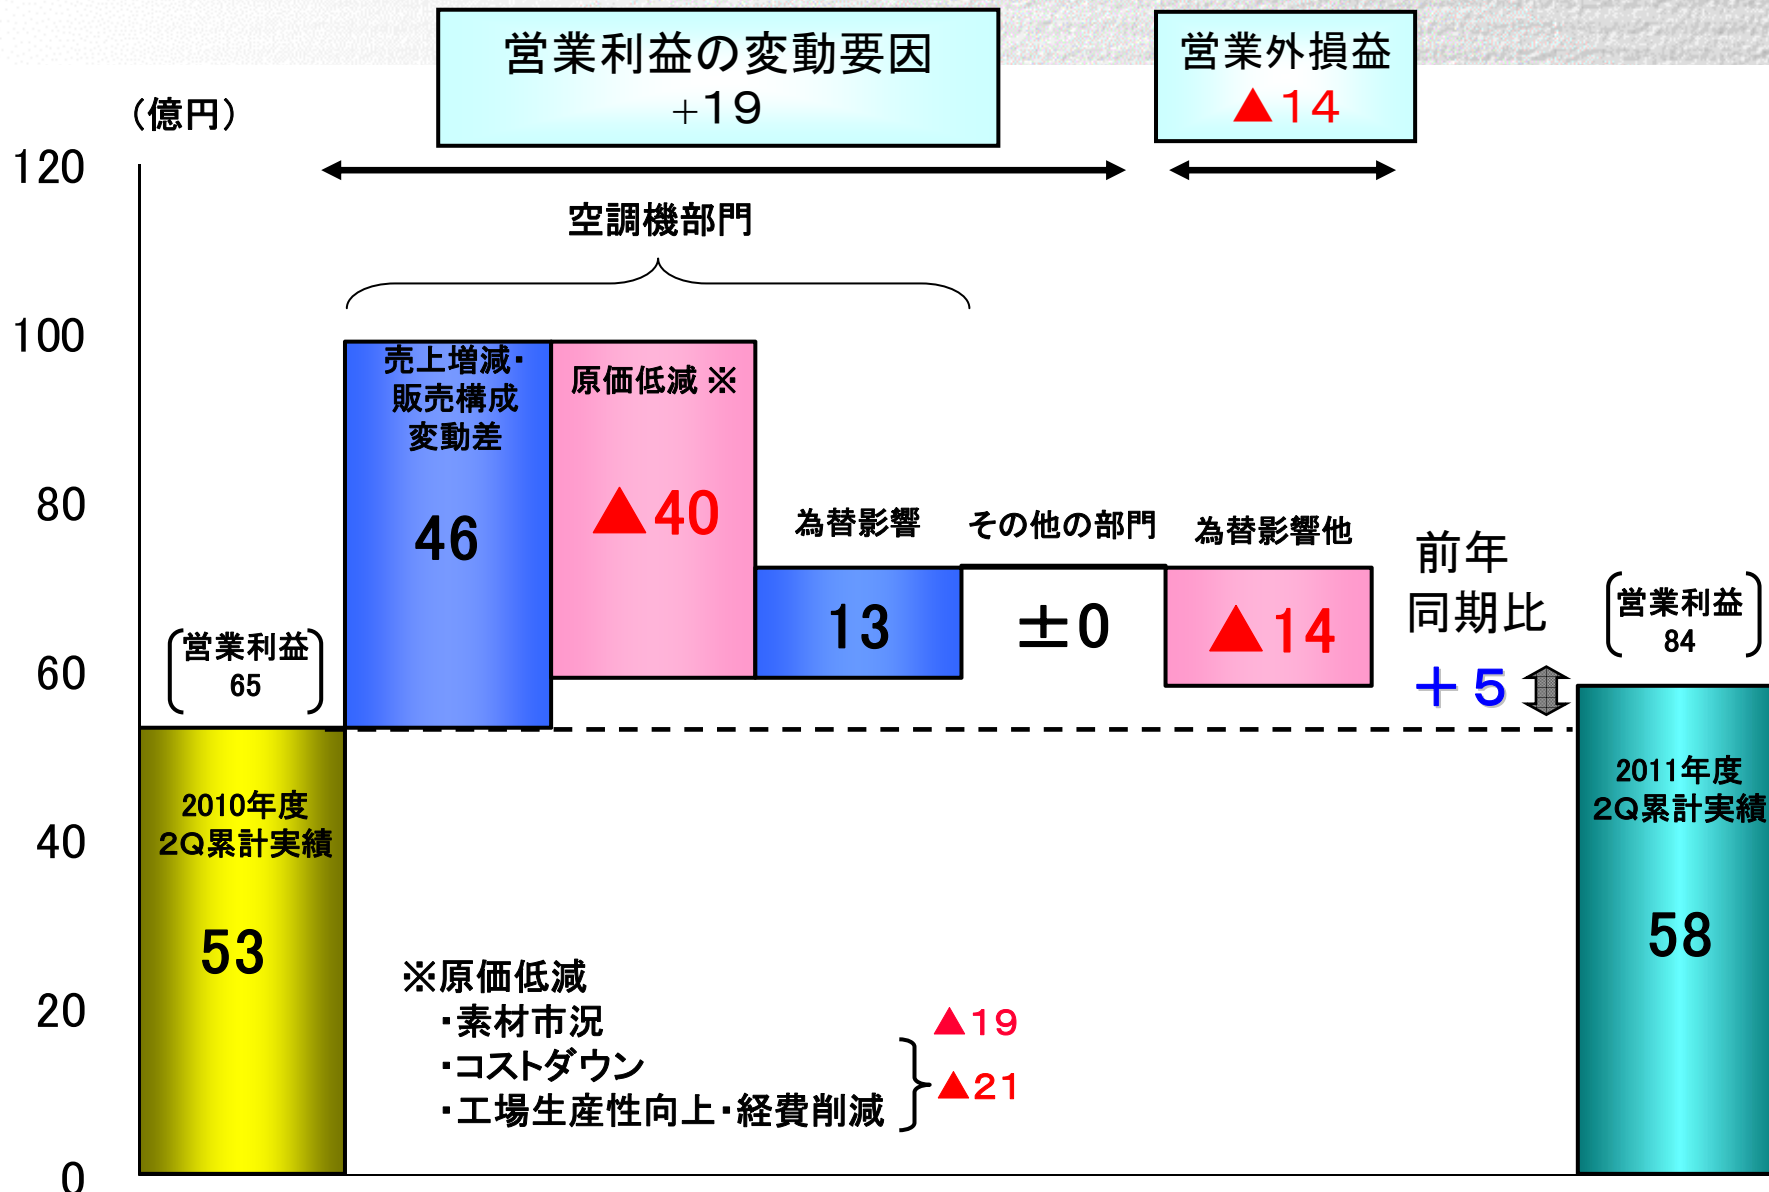 営業利益の変動要因
+19
営業外損益
▲14
（億円）
120
100
80
60
40
20
0
空調機部門
売上増減・
販売構成
変動差
46
原価低減 ※
▲40
為替影響
13
その他の部門
±0
為替影響他
▲14
前年
同期比
＋5
営業利益
65
2010年度
2Q累計実績
53
営業利益
84
2011年度
2Q累計実績
58
※原価低減
・素材市況 ▲19
・コストダウン
・工場生産性向上・経費削減
▲21